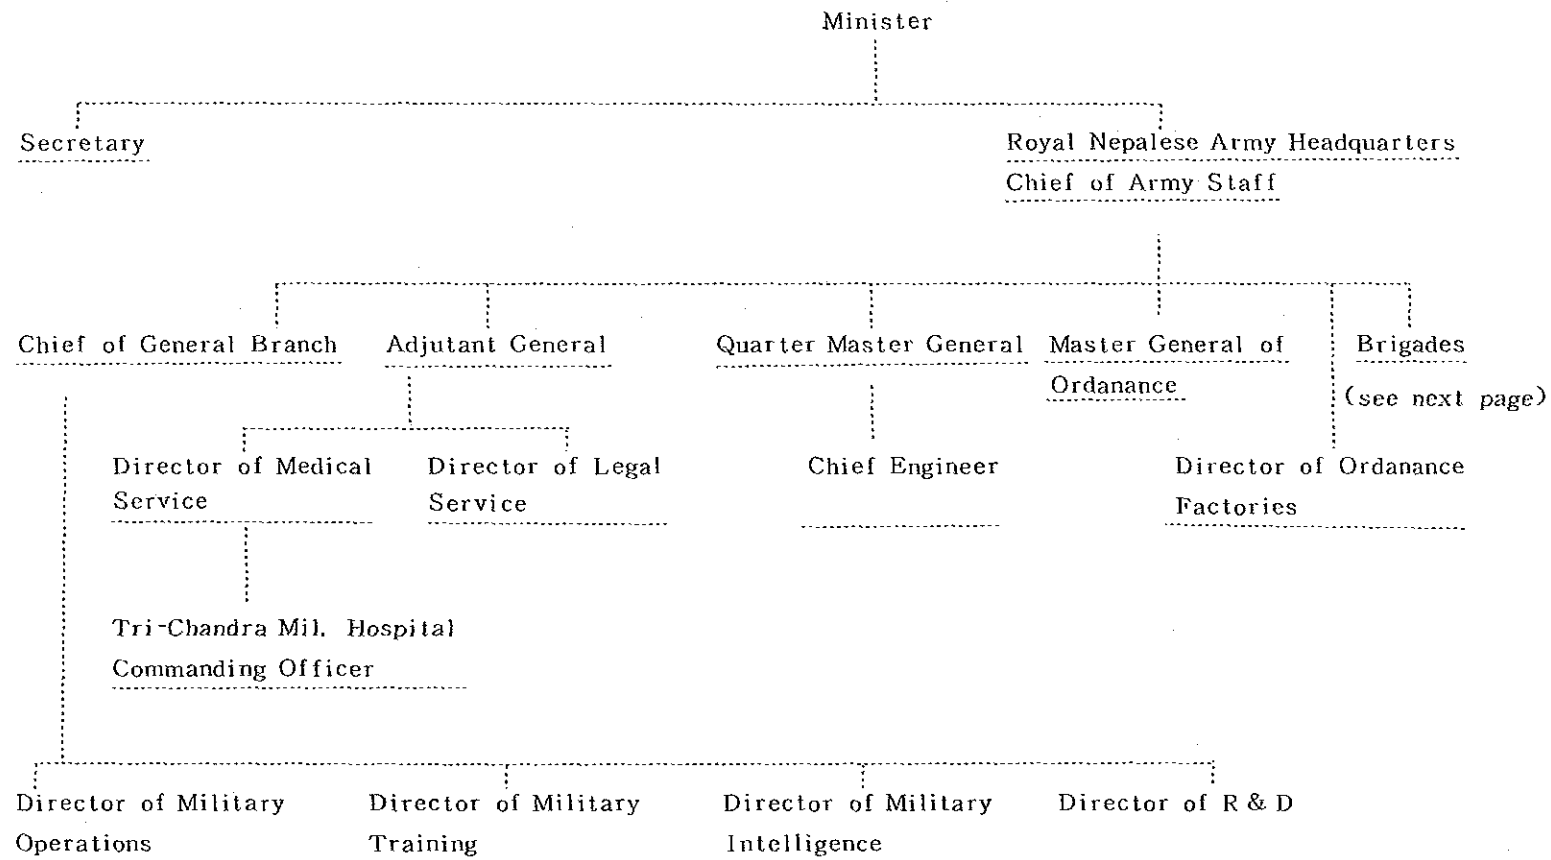 Minister
Secretary
Royal Nepalese Army Headquarters
Chief of Army Staff
Chief of General Branch
Adjutant General
Quarter Master General
Master General of
Ordanance
Brigades
(see next page)
Director of Medical
Service
Director of Legal
Service
Chief Engineer
Director of Ordanance
Factories
Tri-Chandra Mil. Hospital
Commanding Officer
Director of Military
Operations
Director of Military
Training
Director of Military
Intelligence
Director of R & D